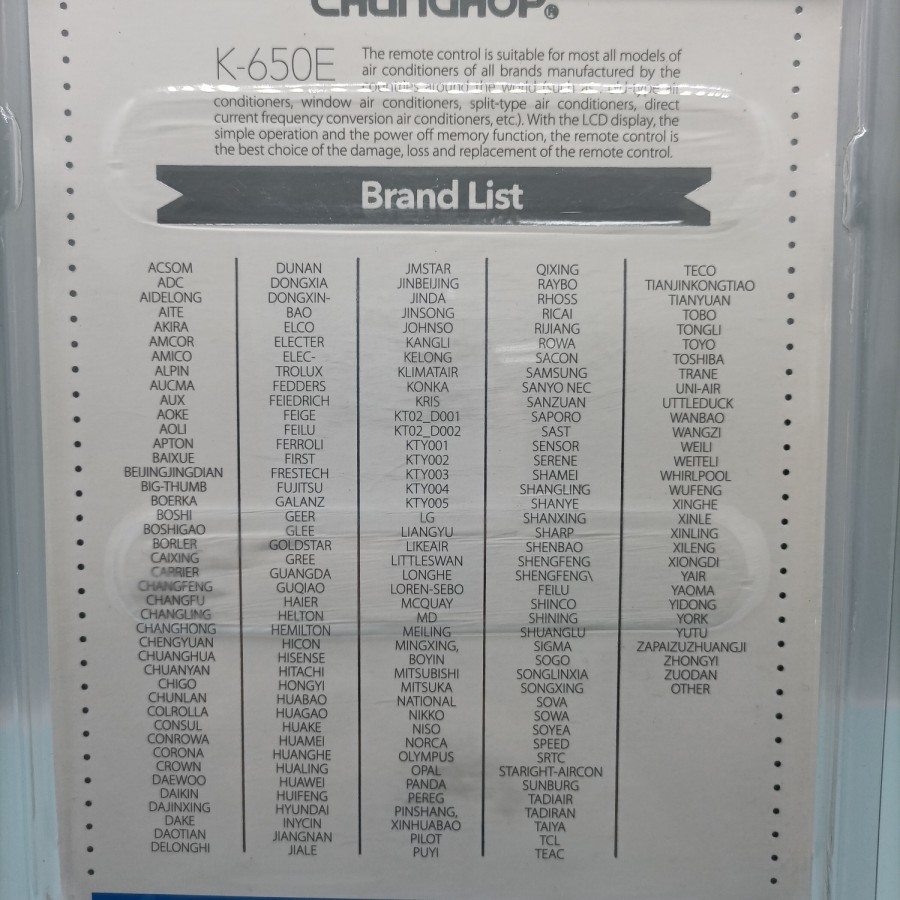 CHUNGHOP®
K-650E
The remote control is suitable for most all models of
air conditioners of all brands manufactured by the
countries around the world (such as wild-type air
conditioners, window air conditioners, split-type air conditioners, direct
current frequency conversion air conditioners, etc.). With the LCD display, the
simple operation and the power off memory function, the remote control is
the best choice of the damage, loss and replacement of the remote control.
Brand List
ACSOM
ADC
AIDELONG
AITE
AKIRA
AMCOR
AMICO
ALPIN
AUCMA
AUX
AOKE
AOLI
APTON
BAIXUE
BEIJINGJINGDIAN
BIG-THUMB
BOERKA
BOSHI
BOSHIGAO
BORLER
CAIXING
CARRIER
CHANGFENG
CHANGFU
CHANGLING
CHANGHONG
CHENGYUAN
CHUANGHUA
CHUANYAN
CHIGO
CHUNLAN
COLROLLA
CONSUL
CONROWA
CORONA
CROWN
DAEWOO
DAIKIN
DAJINXING
DAKE
DAOTIAN
DELONGHI
DUNAN
DONGXIA
DONGXIN-
BAO
ELCO
ELECTER
ELEC-
TROLUX
FEDDERS
FEIEDRICH
FEIGE
FEILU
FERROLI
FIRST
FRESTECH
FUJITSU
GALANZ
GEER
GLEE
GOLDSTAR
GREE
GUANGDA
GUQIAO
HAIER
HELTON
HEMILTON
HICON
HISENSE
HITACHI
HONGYI
HUABAO
HUAGAO
HUAKE
HUAMEI
HUANGHE
HUALING
HUAWEI
HUIFENG
HYUNDAI
INYCIN
JIANGNAN
JIALE
JMSTAR
JINBEIJING
JINDA
JINSONG
JOHNSO
KANGLI
KELONG
KLIMATAIR
KONKA
KRIS
KT02_D001
KT02_D002
KTY001
KTY002
KTY003
KTY004
KTY005
LG
LIANGYU
LIKEAIR
LITTLESWAN
LONGHE
LOREN-SEBO
MCQUAY
MD
MEILING
MINGXING,
BOYIN
MITSUBISHI
MITSUKA
NATIONAL
NIKKO
NISO
NORCA
OLYMPUS
OPAL
PANDA
PEREG
PINSHANG,
XINHUABAO
PILOT
PUYI
QIXING
RAYBO
RHOSS
RICAI
RIJIANG
ROWA
SACON
SAMSUNG
SANYO NEC
SANZUAN
SAPORO
SAST
SENSOR
SERENE
SHAMEI
SHANGLING
SHANYE
SHANXING
SHARP
SHENBAO
SHENGFENG
SHENGFENG\
FEILU
SHINCO
SHINING
SHUANGLU
SIGMA
SOGO
SONGLINXIA
SONGXING
SOVA
SOWA
SOYEA
SPEED
SRTC
STARIGHT-AIRCON
SUNBURG
TADIAIR
TADIRAN
TAIYA
TCL
TEAC
TECO
TIANJINKONGTIAO
TIANYUAN
TOBO
TONGLI
TOYO
TOSHIBA
TRANE
UNI-AIR
UTTLEDUCK
WANBAO
WANGZI
WEILI
WEITELI
WHIRLPOOL
WUFENG
XINGHE
XINLE
XINLING
XILENG
XIONGDI
YAIR
YAOMA
YIDONG
YORK
YUTU
ZAPAIZUZHUANGJI
ZHONGYI
ZUODAN
OTHER